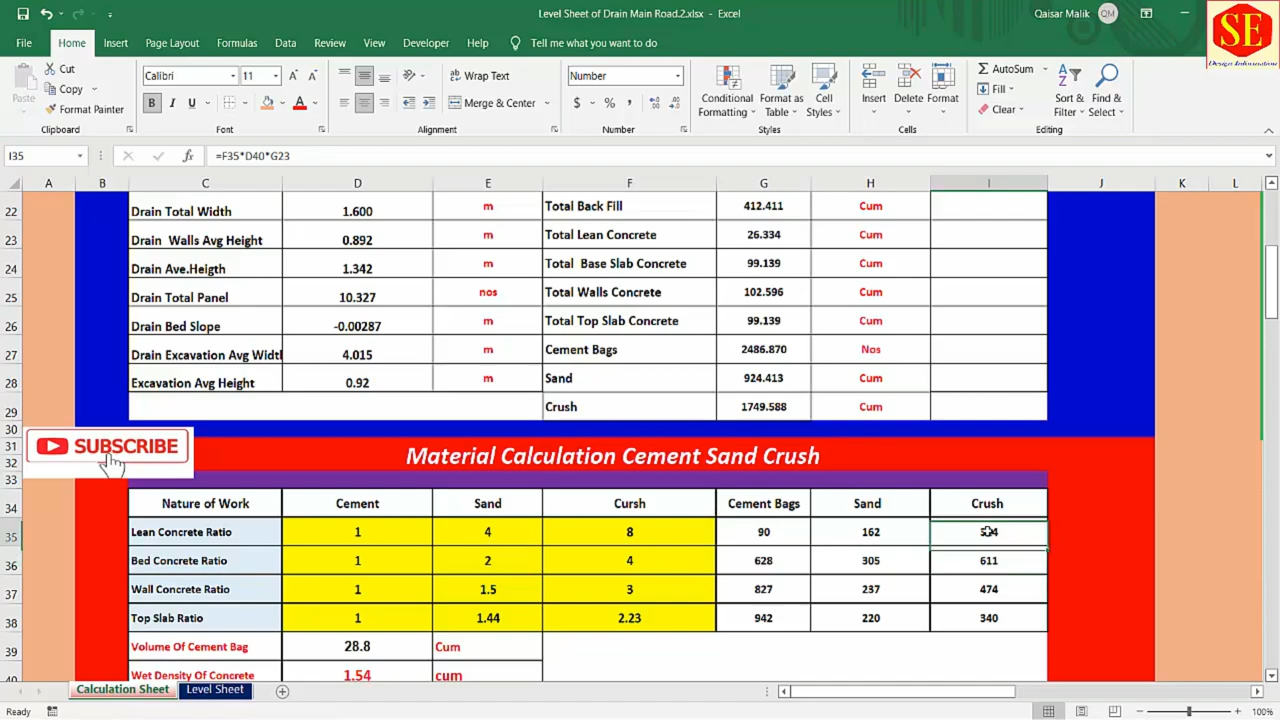 Level Sheet of Drain Main Road.2.xlsx - Excel
Qaisar Malik QM
SE
Design Information
File Home Insert Page Layout Formulas Data Review View Developer Help Tell me what you want to do
Paste Cut Copy Format Painter Clipboard
Calibri 11 B I U A Font
Wrap Text Merge & Center Alignment
Number $ % , Number
Conditional Formatting Format as Table Cell Styles Styles
Insert Delete Format Cells
AutoSum Fill Clear Sort & Filter Find & Select Editing
I35 fx =F35*D40*G23
A B C D E F G H I J K L
22 Drain Total Width 1.600 m Total Back Fill 412.411 Cum
23 Drain Walls Avg Height 0.892 m Total Lean Concrete 26.334 Cum
24 Drain Ave.Heigth 1.342 m Total Base Slab Concrete 99.139 Cum
25 Drain Total Panel 10.327 nos Total Walls Concrete 102.596 Cum
26 Drain Bed Slope -0.00287 m Total Top Slab Concrete 99.139 Cum
27 Drain Excavation Avg Widtl 4.015 m Cement Bags 2486.870 Nos
28 Excavation Avg Height 0.92 m Sand 924.413 Cum
29 Crush 1749.588 Cum
30
31 Material Calculation Cement Sand Crush
32
33
SUBSCRIBE
34 Nature of Work Cement Sand Cursh Cement Bags Sand Crush
35 Lean Concrete Ratio 1 4 8 90 162
36 Bed Concrete Ratio 1 2 4 628 305 611
37 Wall Concrete Ratio 1 1.5 3 827 237 474
38 Top Slab Ratio 1 1.44 2.23 942 220 340
39 Volume Of Cement Bag 28.8 Cum
40 Wet Density Of Concrete 1.54 cum
Calculation Sheet Level Sheet
Ready 100%